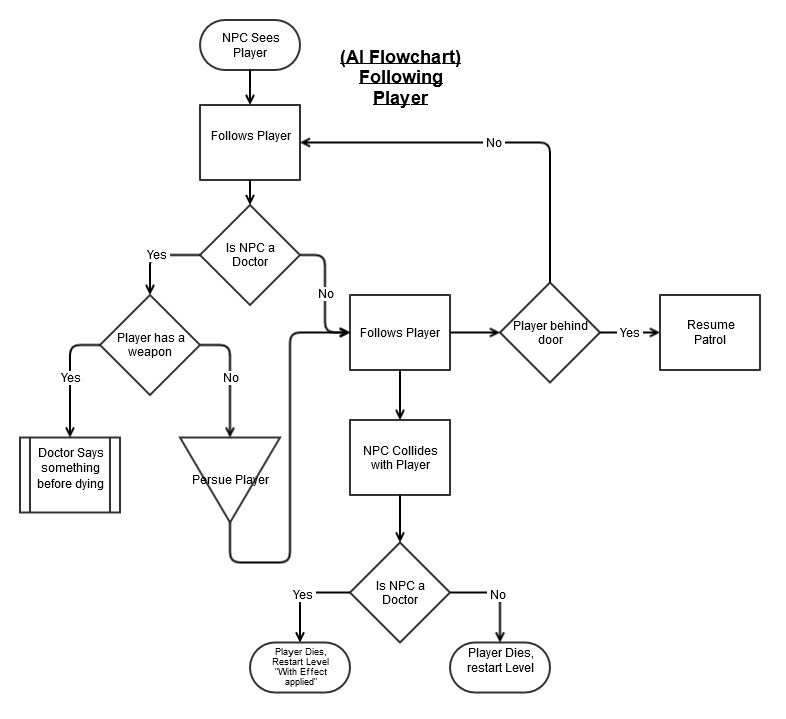 NPC Sees
Player
(AI Flowchart)
Following
Player
Follows Player
No
Is NPC a
Doctor
Yes
No
Player has a
weapon
Follows Player
Player behind
door
Yes
Resume
Patrol
Yes
No
Doctor Says
something
before dying
Persue Player
NPC Collides
with Player
Is NPC a
Doctor
Yes
No
Player Dies,
Restart Level
"With Effect
applied"
Player Dies,
restart Level